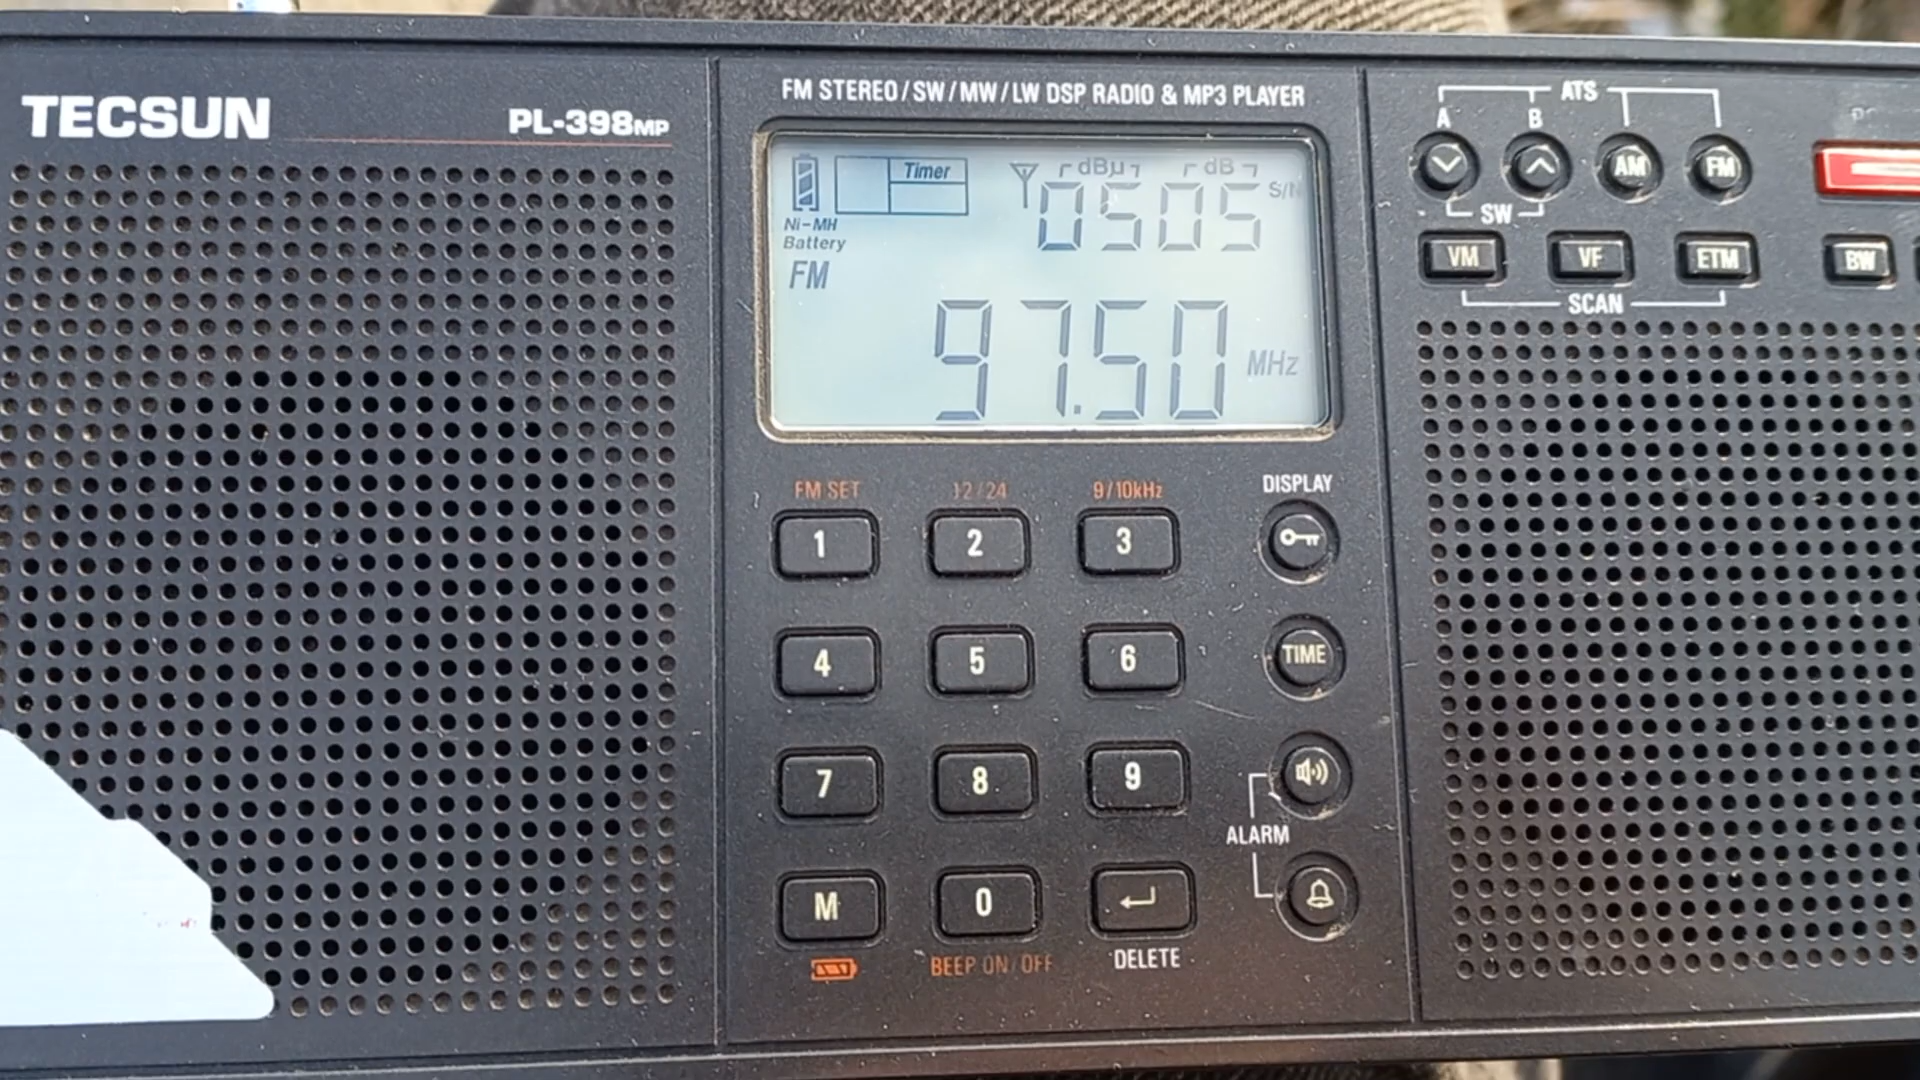 TECSUN
PL-398MP
FM STEREO/SW/MW/LW DSP RADIO & MP3 PLAYER
Timer
dBµ dB
0505 S/N
Ni-MH
Battery
FM
97.50 MHz
ATS
A B
AM FM
SW
VM VF ETM BW
SCAN
FM SET 12/24 9/10kHz DISPLAY
1 2 3
4 5 6 TIME
7 8 9
ALARM
M 0
BEEP ON/OFF DELETE